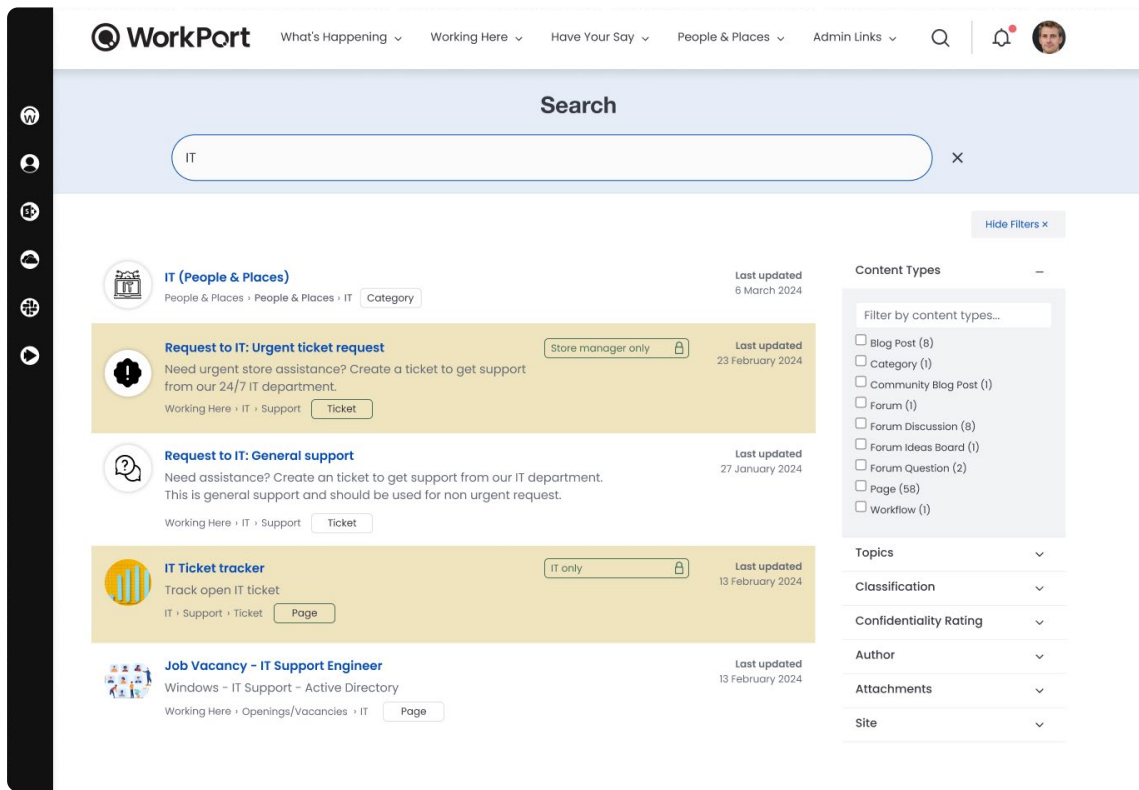 WorkPort
What's Happening
Working Here
Have Your Say
People & Places
Admin Links
Search
IT
Hide Filters ×
IT (People & Places)
People & Places › People & Places › IT
Category
Last updated
6 March 2024
Request to IT: Urgent ticket request
Store manager only
Need urgent store assistance? Create a ticket to get support
from our 24/7 IT department.
Working Here › IT › Support
Ticket
Last updated
23 February 2024
Request to IT: General support
Need assistance? Create an ticket to get support from our IT department.
This is general support and should be used for non urgent request.
Working Here › IT › Support
Ticket
Last updated
27 January 2024
IT Ticket tracker
IT only
Track open IT ticket
IT › Support › Ticket
Page
Last updated
13 February 2024
Job Vacancy - IT Support Engineer
Windows - IT Support - Active Directory
Working Here › Openings/Vacancies › IT
Page
Last updated
13 February 2024
Content Types
Filter by content types...
Blog Post (8)
Category (1)
Community Blog Post (1)
Forum (1)
Forum Discussion (8)
Forum Ideas Board (1)
Forum Question (2)
Page (58)
Workflow (1)
Topics
Classification
Confidentiality Rating
Author
Attachments
Site